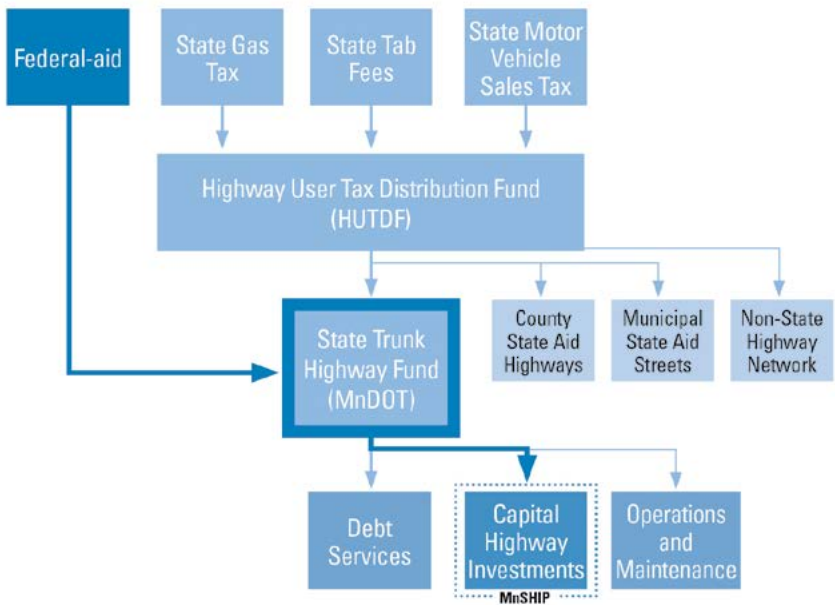 Federal-aid
State Gas
Tax
State Tab
Fees
State Motor
Vehicle
Sales Tax
Highway User Tax Distribution Fund
(HUTDF)
State Trunk
Highway Fund
(MnDOT)
County
State Aid
Highways
Municipal
State Aid
Streets
Non-State
Highway
Network
Debt
Services
Capital
Highway
Investments
MnSHIP
Operations
and
Maintenance